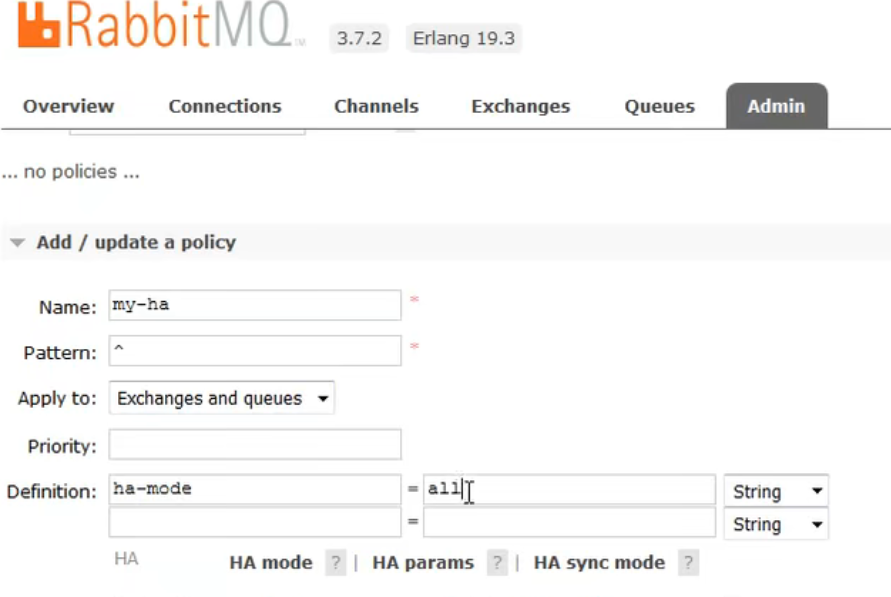 RabbitMQ TM 3.7.2 Erlang 19.3
Overview Connections Channels Exchanges Queues Admin
... no policies ...
Add / update a policy
Name: my-ha *
Pattern: ^ *
Apply to: Exchanges and queues
Priority:
Definition: ha-mode = all String
= String
HA HA mode ? | HA params ? | HA sync mode ?